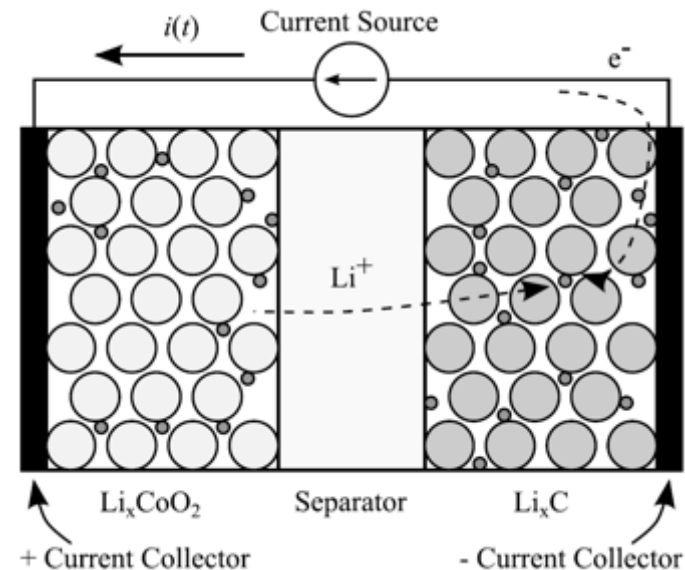 Current Source
i(t)
e⁻
Li⁺
LiₓCoO₂
Separator
LiₓC
+ Current Collector
- Current Collector